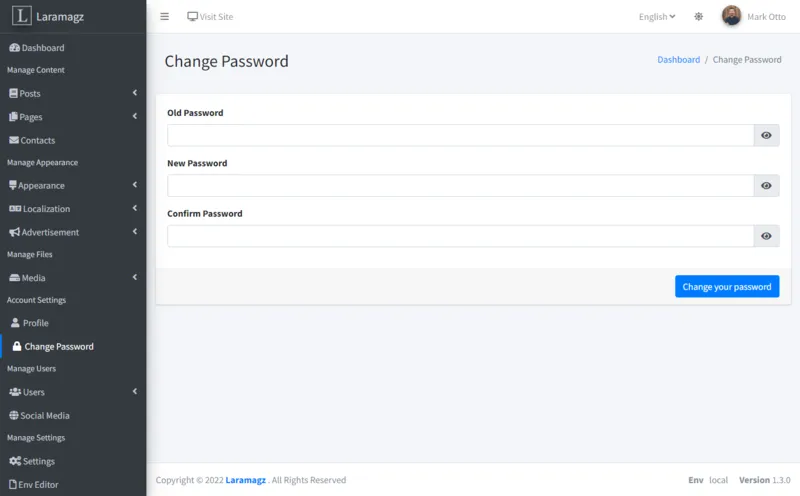 L Laramagz
Visit Site
English
Mark Otto
Dashboard
Manage Content
Posts
Pages
Contacts
Manage Appearance
Appearance
Localization
Advertisement
Manage Files
Media
Account Settings
Profile
Change Password
Manage Users
Users
Social Media
Manage Settings
Settings
Env Editor
Change Password
Dashboard / Change Password
Old Password
New Password
Confirm Password
Change your password
Copyright © 2022 Laramagz . All Rights Reserved
Env local Version 1.3.0